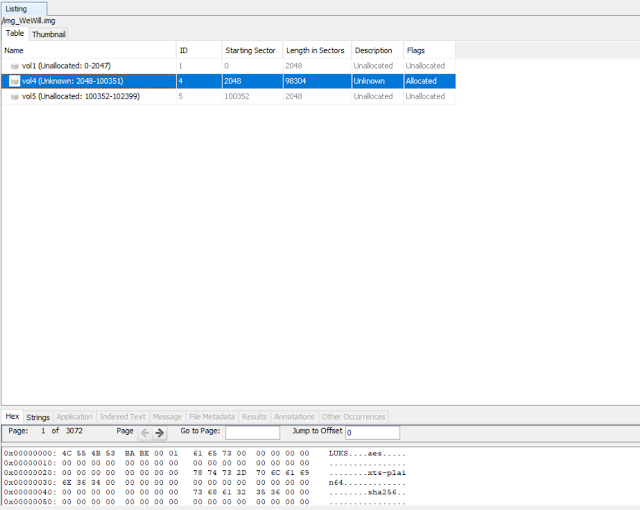 Listing
/img_WeWill.img
Table Thumbnail
Name ID Starting Sector Length in Sectors Description Flags
vol1 (Unallocated: 0-2047) 1 0 2048 Unallocated Unallocated
vol4 (Unknown: 2048-100351) 4 2048 98304 Unknown Allocated
vol5 (Unallocated: 100352-102399) 5 100352 2048 Unallocated Unallocated
Hex Strings Application Indexed Text Message File Metadata Results Annotations Other Occurrences
Page: 1 of 3072 Page Go to Page: Jump to Offset 0
0x00000000: 4C 55 4B 53 BA BE 00 01 61 65 73 00 00 00 00 00 LUKS....aes.....
0x00000010: 00 00 00 00 00 00 00 00 00 00 00 00 00 00 00 00 ................
0x00000020: 00 00 00 00 00 00 00 00 78 74 73 2D 70 6C 61 69 ........xts-plai
0x00000030: 6E 36 34 00 00 00 00 00 00 00 00 00 00 00 00 00 n64.............
0x00000040: 00 00 00 00 00 00 00 00 73 68 61 32 35 36 00 00 ........sha256..
0x00000050: 00 00 00 00 00 00 00 00 00 00 00 00 00 00 00 00 ................